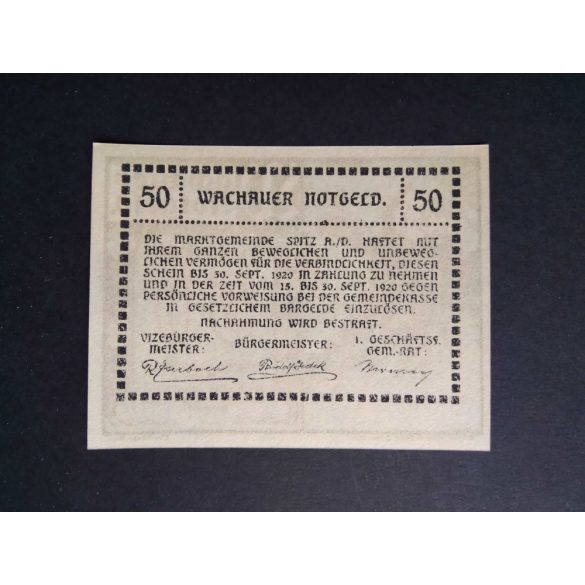 50 WACHAUER NOTGELD. 50
DIE MARKTGEMEINDE SPITZ A./D. HAFTET MIT
IHREM GANZEN BEWEGLICHEN UND UNBEWEG-
LICHEN VERMÖGEN FÜR DIE VERBINDLICHKEIT, DIESEN
SCHEIN BIS 30. SEPT. 1920 IN ZAHLUNG ZU NEHMEN
UND IN DER ZEIT VOM 15. BIS 30. SEPT. 1920 GEGEN
PERSÖNLICHE VORWEISUNG BEI DER GEMEINDEKASSE
IN GESETZLICHEM BARGELDE EINZULÖSEN.
NACHAHMUNG WIRD BESTRAFT.
VIZEBÜRGER-
MEISTER:
BÜRGERMEISTER:
1. GESCHÄFTSF.
GEM.-RAT: